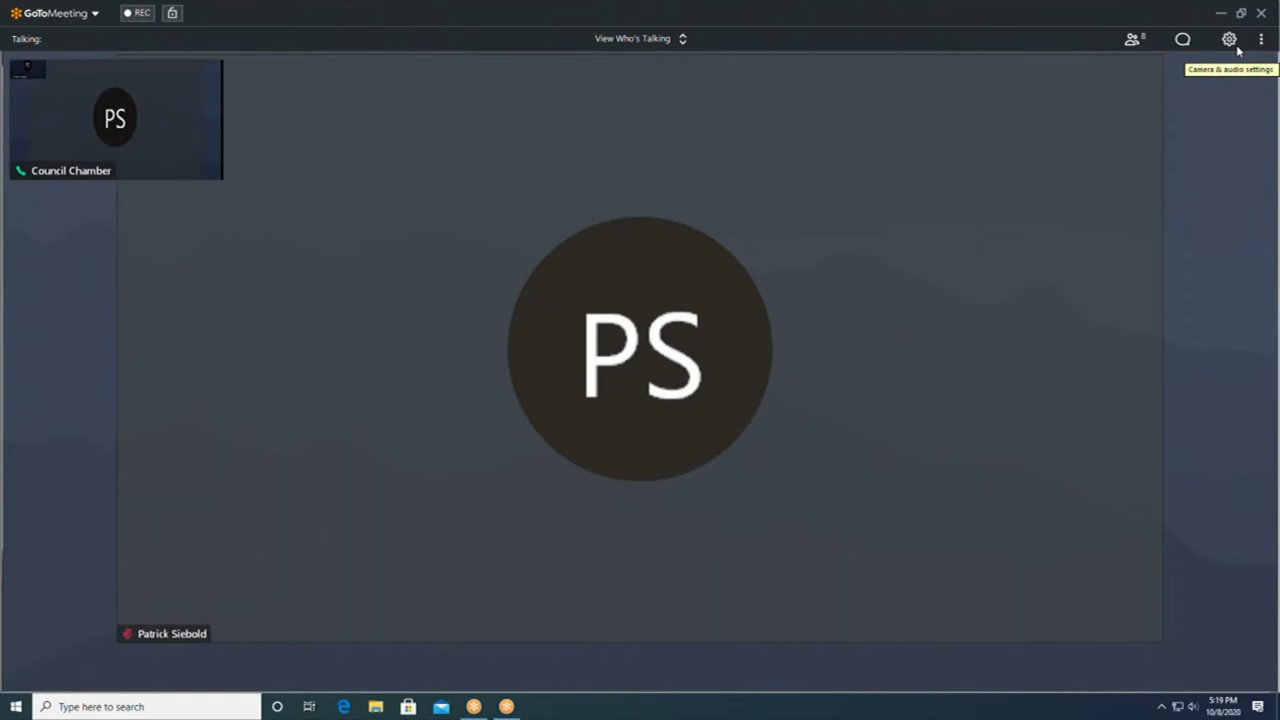 GoToMeeting
REC
Talking:
View Who's Talking
8
Camera & audio settings
PS
Council Chamber
PS
Patrick Siebold
Type here to search
5:19 PM
10/8/2020